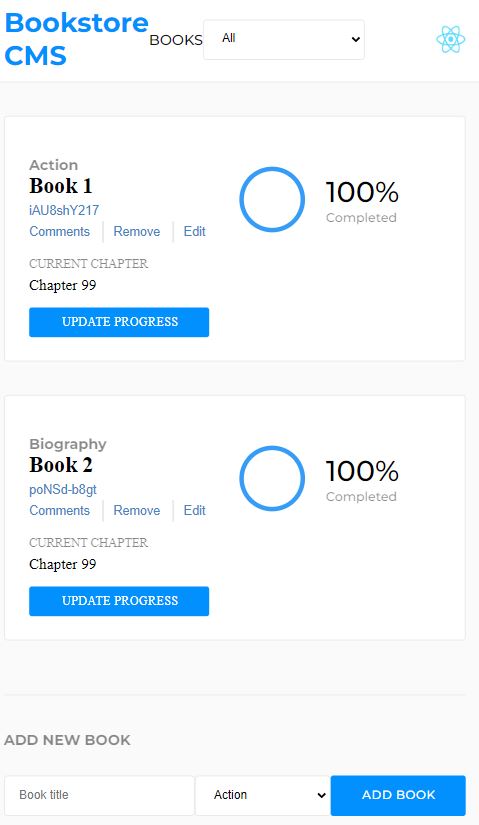 Bookstore
CMS
BOOKS
All
Action
Book 1
iAU8shY217
Comments Remove Edit
100%
Completed
CURRENT CHAPTER
Chapter 99
UPDATE PROGRESS
Biography
Book 2
poNSd-b8gt
Comments Remove Edit
100%
Completed
CURRENT CHAPTER
Chapter 99
UPDATE PROGRESS
ADD NEW BOOK
Book title Action ADD BOOK